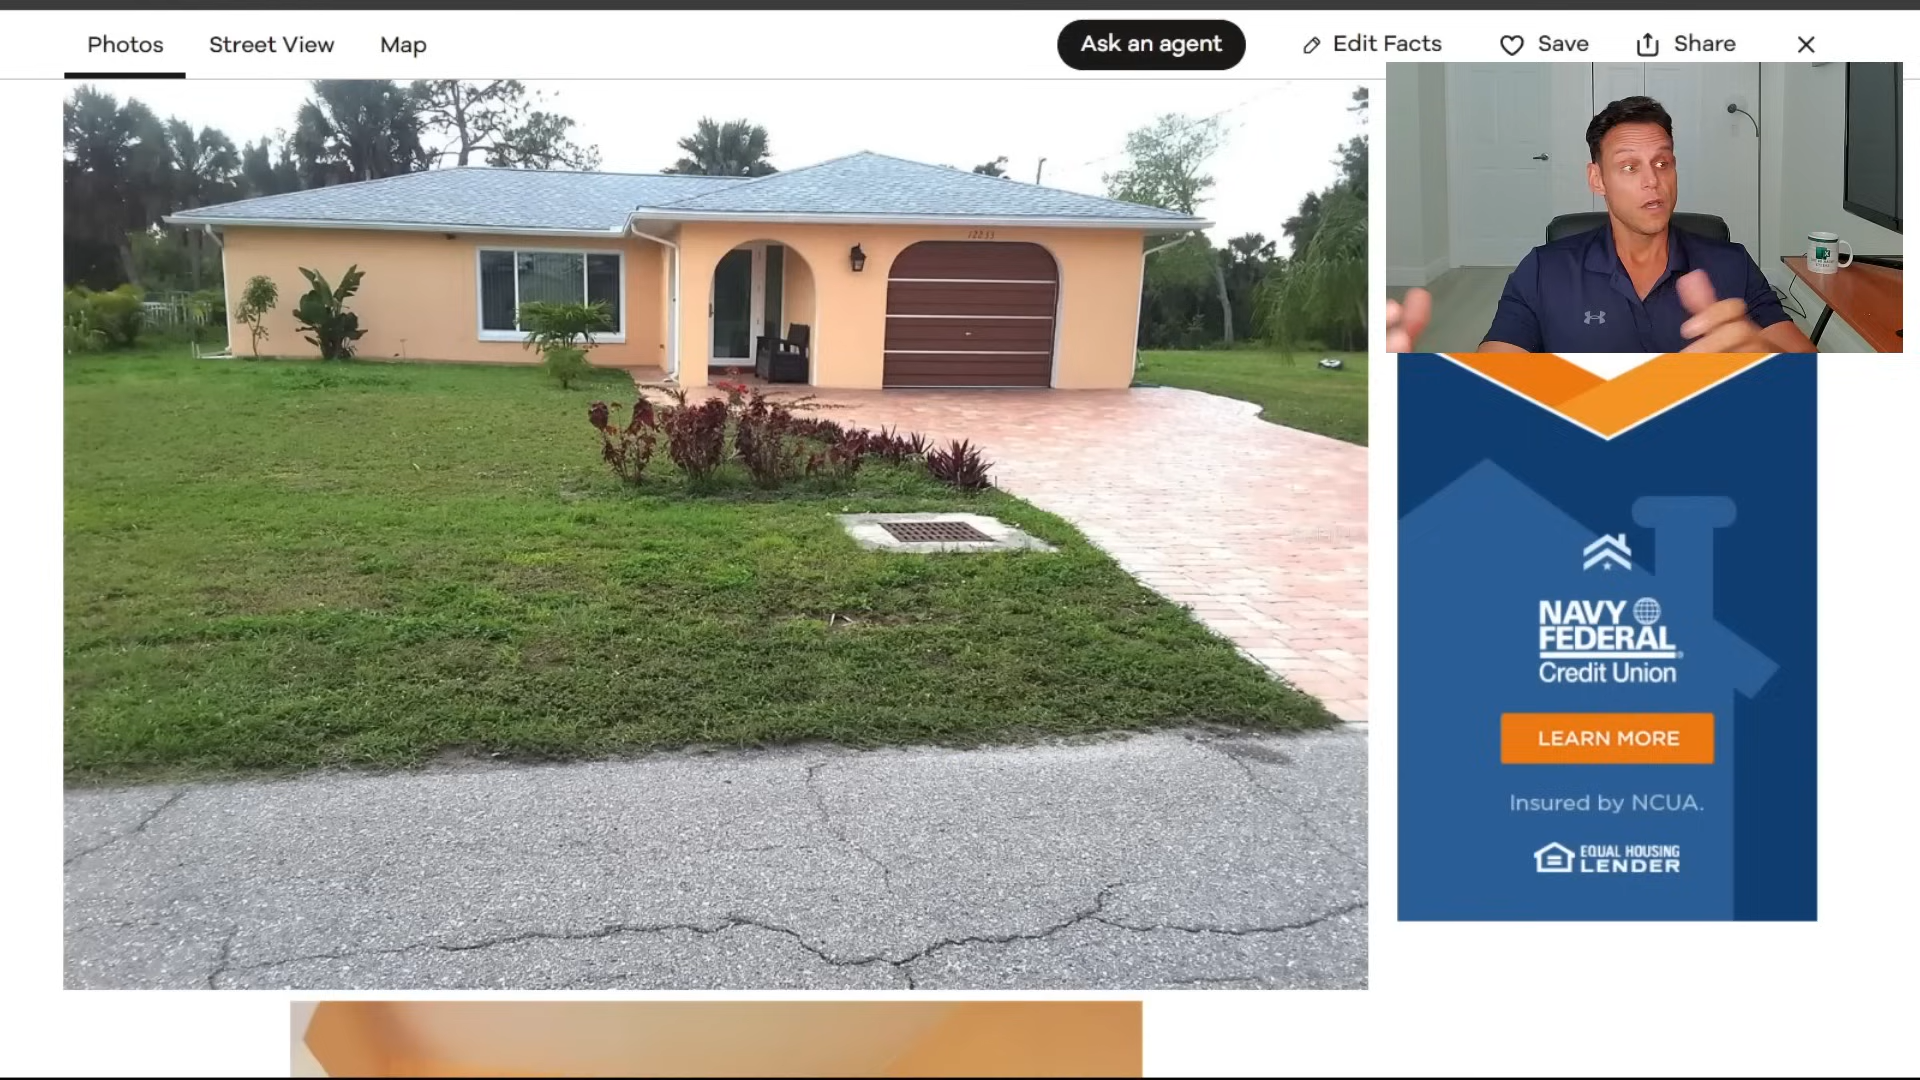 Photos Street View Map Ask an agent Edit Facts Save Share
12233
NAVY
FEDERAL
Credit Union
LEARN MORE
Insured by NCUA.
EQUAL HOUSING
LENDER